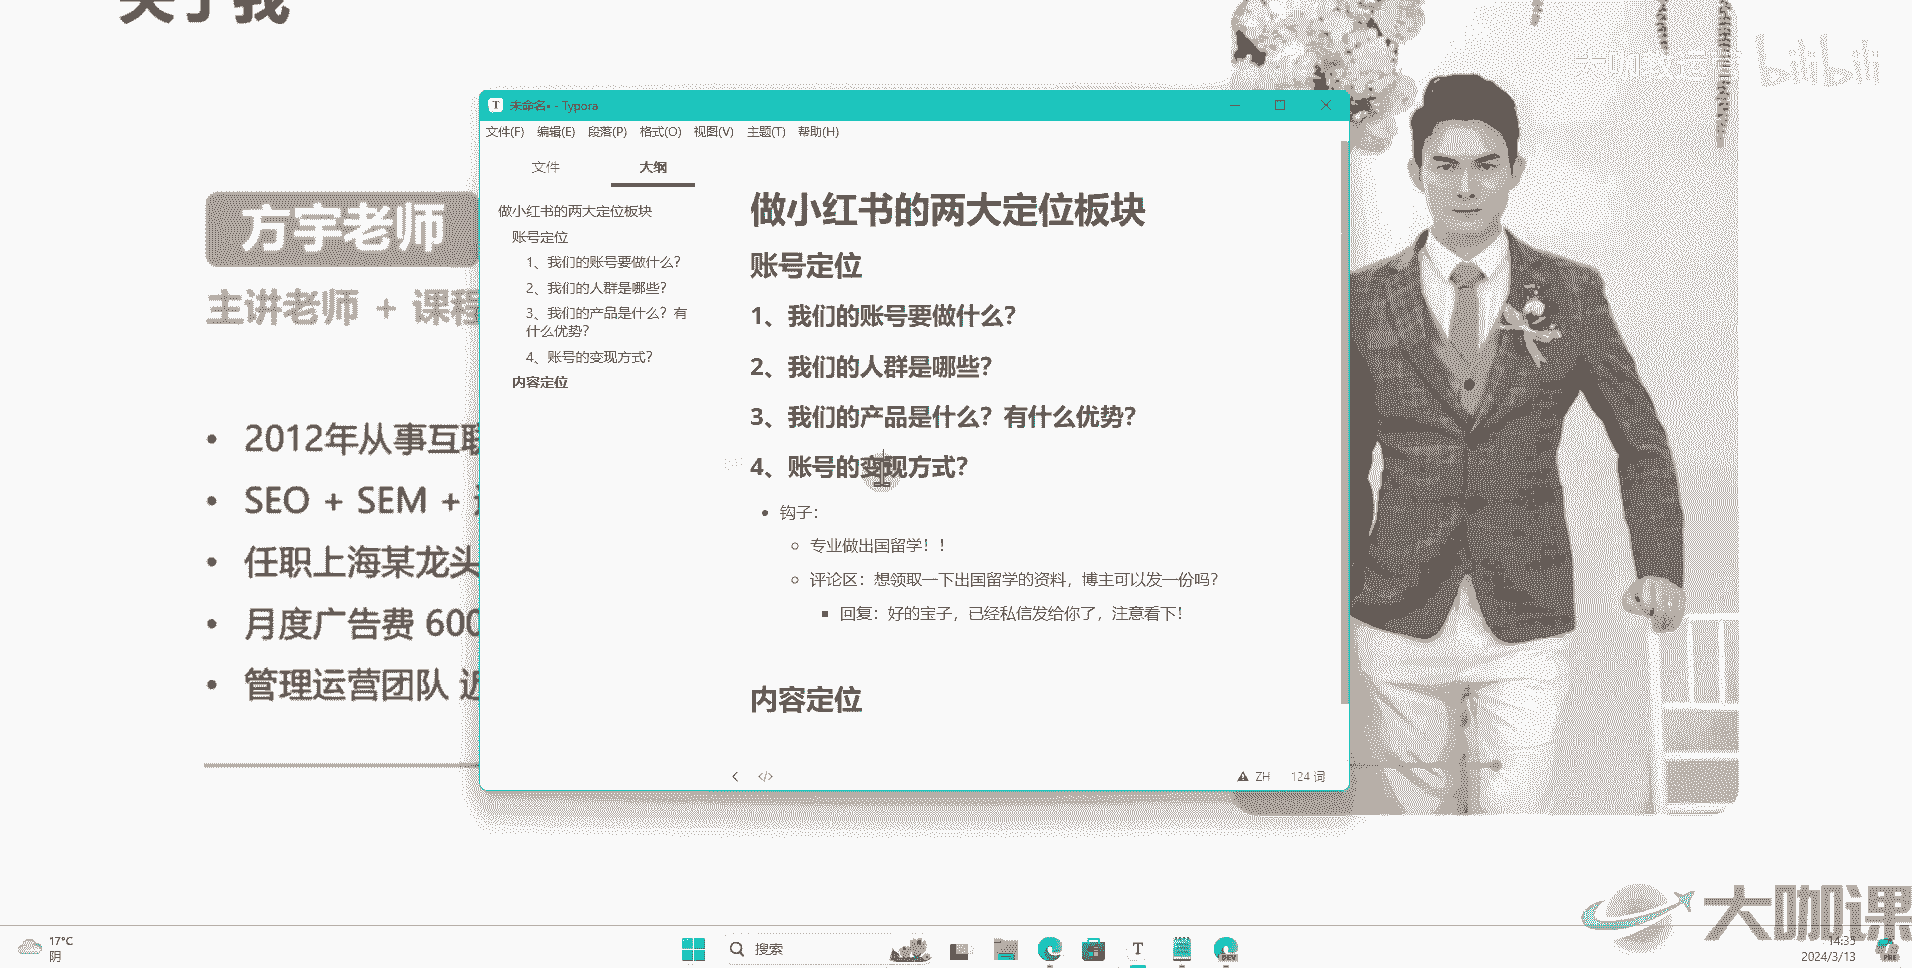 关于我
大咖教运营 bilibili
未命名• - Typora
文件(F) 编辑(E) 段落(P) 格式(O) 视图(V) 主题(T) 帮助(H)
文件 大纲
做小红书的两大定位板块
账号定位
1、我们的账号要做什么？
2、我们的人群是哪些？
3、我们的产品是什么？有
什么优势？
4、账号的变现方式？
内容定位
做小红书的两大定位板块
账号定位
1、我们的账号要做什么？
2、我们的人群是哪些？
3、我们的产品是什么？有什么优势？
4、账号的变现方式？
钩子：
专业做出国留学！！
评论区：想领取一下出国留学的资料，博主可以发一份吗？
回复：好的宝子，已经私信发给你了，注意看下！
内容定位
ZH 124 词
方宇老师
主讲老师 + 课程
2012年从事互联
SEO + SEM +
任职上海某龙头
月度广告费 600
管理运营团队 近
大咖课
17°C
阴
搜索
T
DEV
14:35
2024/3/13
PRE